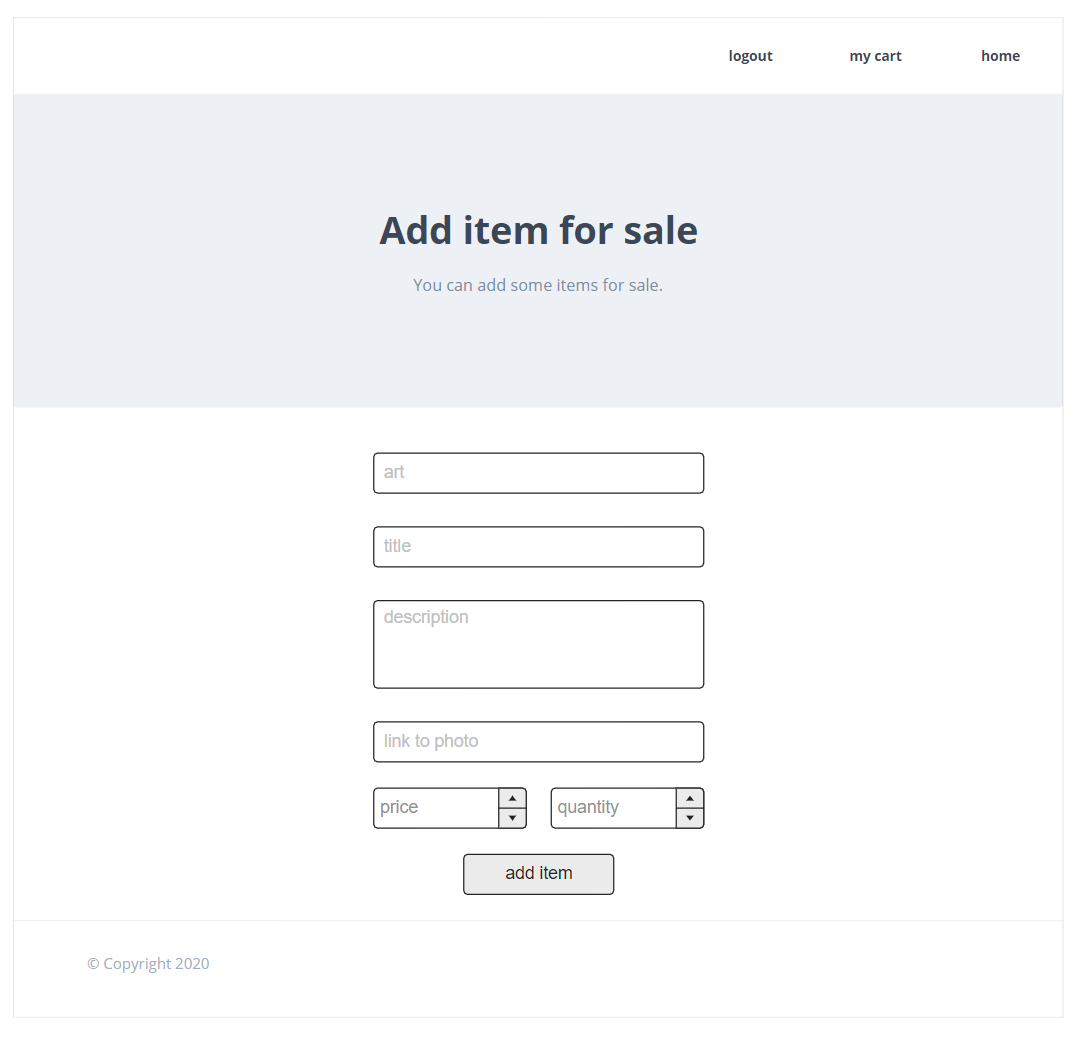 logout my cart home
Add item for sale
You can add some items for sale.
art
title
description
link to photo
price quantity
add item
© Copyright 2020